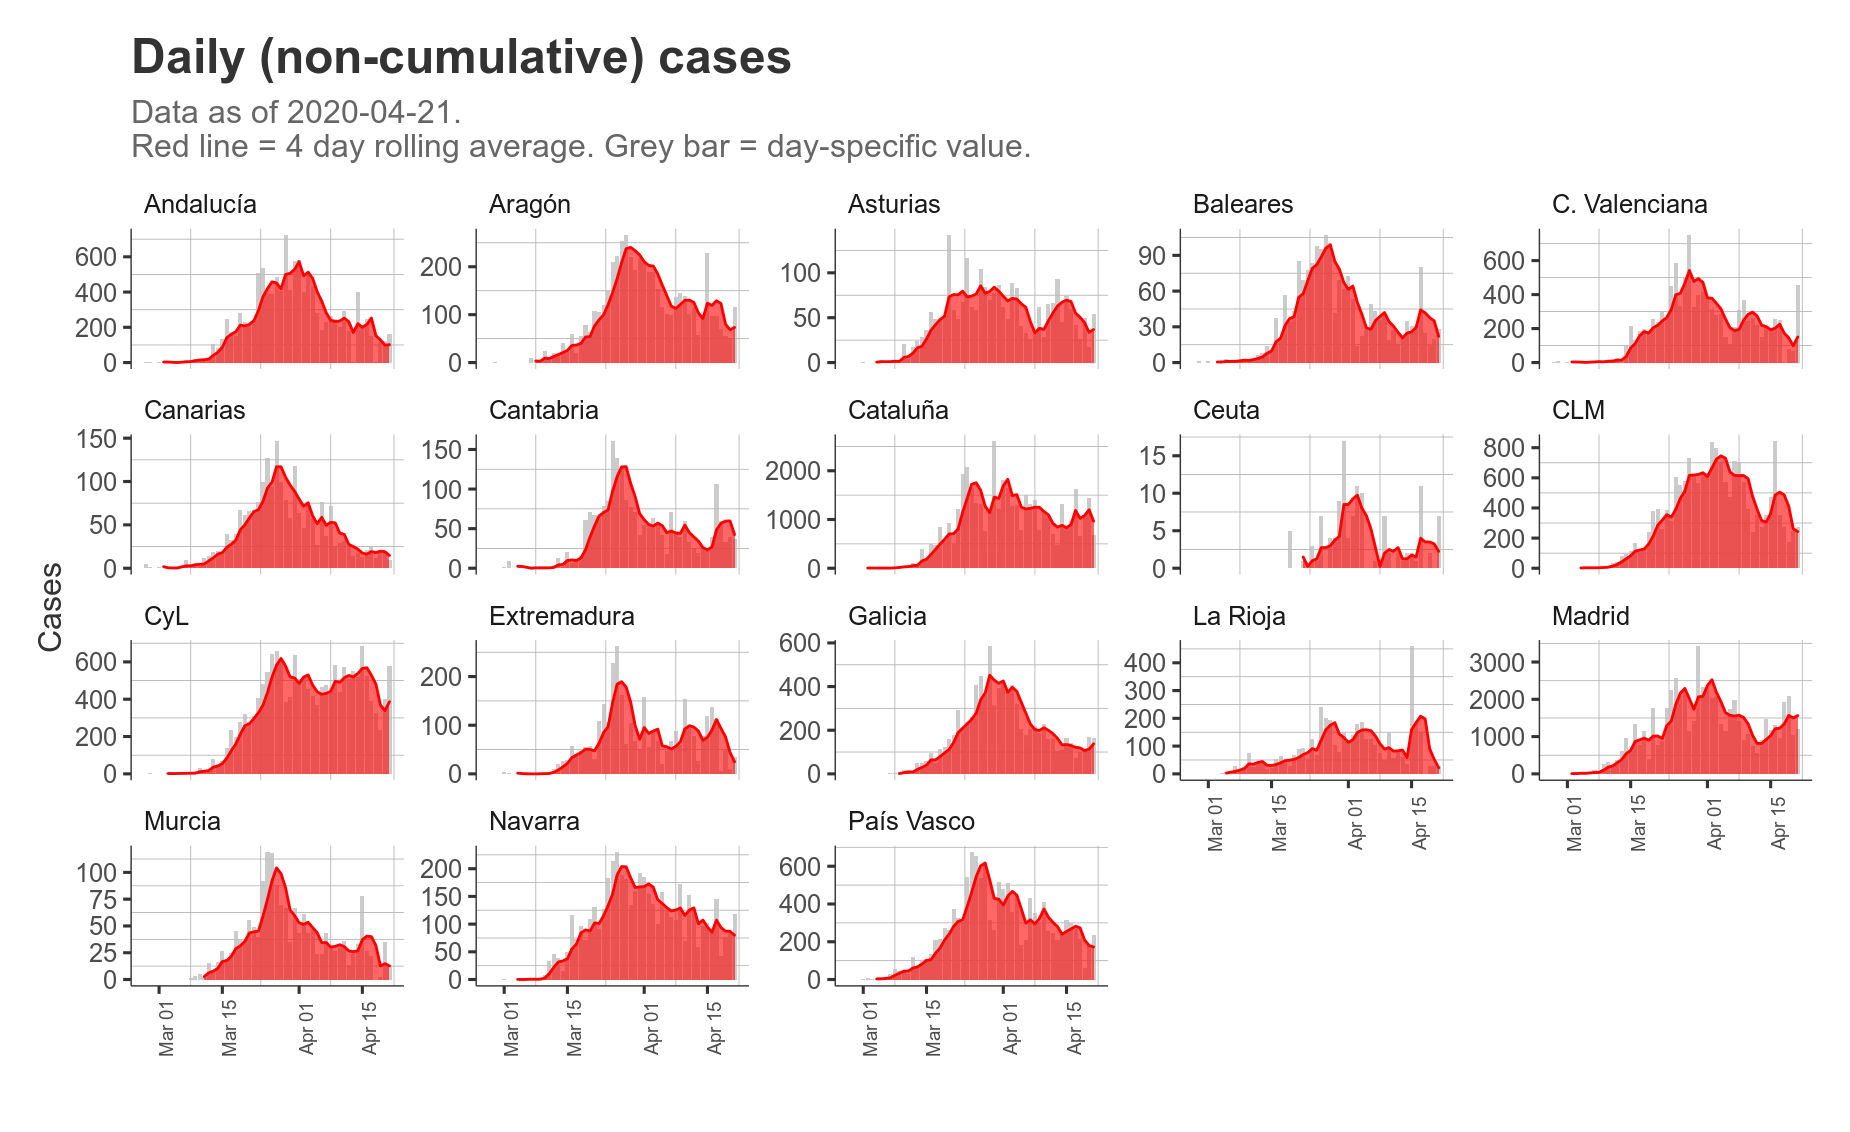 Daily (non-cumulative) cases
Data as of 2020-04-21.
Red line = 4 day rolling average. Grey bar = day-specific value.
Cases
Andalucía
600
400
200
0
Aragón
200
100
0
Asturias
100
50
0
Baleares
90
60
30
0
C. Valenciana
600
400
200
0
Canarias
150
100
50
0
Cantabria
150
100
50
0
Cataluña
2000
1000
0
Ceuta
15
10
5
0
CLM
800
600
400
200
0
CyL
600
400
200
0
Extremadura
200
100
0
Galicia
600
400
200
0
La Rioja
400
300
200
100
0
Mar 01
Mar 15
Apr 01
Apr 15
Madrid
3000
2000
1000
0
Mar 01
Mar 15
Apr 01
Apr 15
Murcia
100
75
50
25
0
Mar 01
Mar 15
Apr 01
Apr 15
Navarra
200
150
100
50
0
Mar 01
Mar 15
Apr 01
Apr 15
País Vasco
600
400
200
0
Mar 01
Mar 15
Apr 01
Apr 15